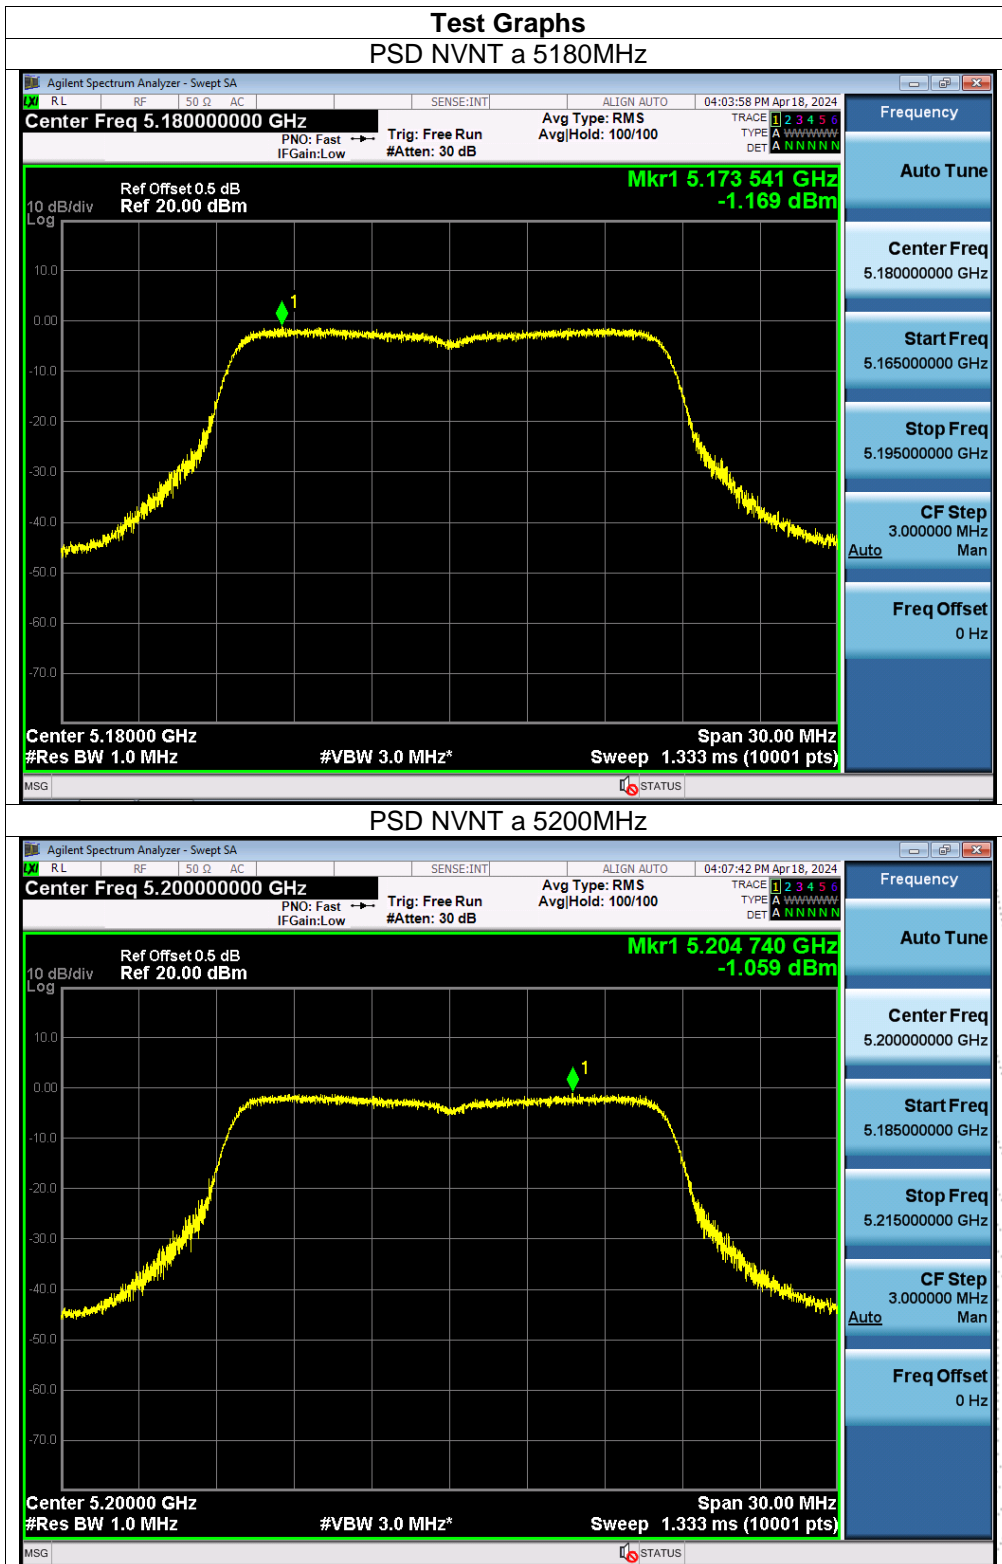 Test Graphs
PSD NVNT a 5180MHz
Agilent Spectrum Analyzer - Swept SA
LXI RL RF 50 Ω AC SENSE:INT ALIGN AUTO 04:03:58 PM Apr 18, 2024
Center Freq 5.180000000 GHz
PNO: Fast
IFGain:Low
Trig: Free Run
#Atten: 30 dB
Avg Type: RMS
Avg|Hold: 100/100
TRACE 1 2 3 4 5 6
TYPE A WWWWW
DET A N N N N N
Mkr1 5.173 541 GHz
-1.169 dBm
Ref Offset 0.5 dB
10 dB/div Ref 20.00 dBm
Log
1
10.0
0.00
-10.0
-20.0
-30.0
-40.0
-50.0
-60.0
-70.0
Center 5.18000 GHz Span 30.00 MHz
#Res BW 1.0 MHz #VBW 3.0 MHz* Sweep 1.333 ms (10001 pts)
MSG STATUS
Frequency
Auto Tune
Center Freq
5.180000000 GHz
Start Freq
5.165000000 GHz
Stop Freq
5.195000000 GHz
CF Step
3.000000 MHz
Auto Man
Freq Offset
0 Hz
PSD NVNT a 5200MHz
Agilent Spectrum Analyzer - Swept SA
LXI RL RF 50 Ω AC SENSE:INT ALIGN AUTO 04:07:42 PM Apr 18, 2024
Center Freq 5.200000000 GHz
PNO: Fast
IFGain:Low
Trig: Free Run
#Atten: 30 dB
Avg Type: RMS
Avg|Hold: 100/100
TRACE 1 2 3 4 5 6
TYPE A WWWWW
DET A N N N N N
Mkr1 5.204 740 GHz
-1.059 dBm
Ref Offset 0.5 dB
10 dB/div Ref 20.00 dBm
Log
1
10.0
0.00
-10.0
-20.0
-30.0
-40.0
-50.0
-60.0
-70.0
Center 5.20000 GHz Span 30.00 MHz
#Res BW 1.0 MHz #VBW 3.0 MHz* Sweep 1.333 ms (10001 pts)
MSG STATUS
Frequency
Auto Tune
Center Freq
5.200000000 GHz
Start Freq
5.185000000 GHz
Stop Freq
5.215000000 GHz
CF Step
3.000000 MHz
Auto Man
Freq Offset
0 Hz